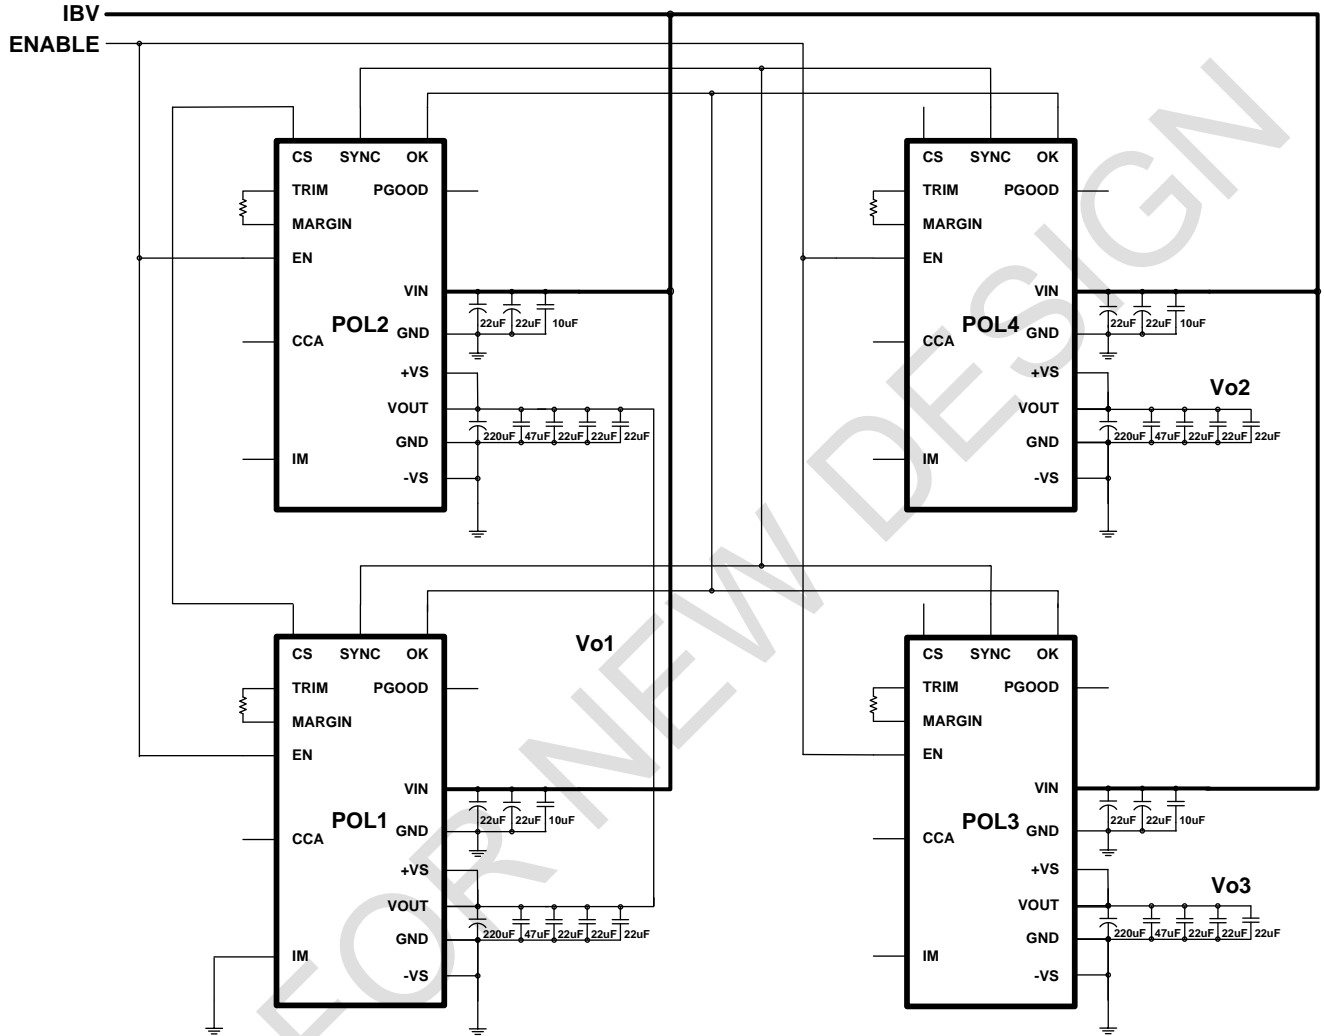 IBV
ENABLE
CS SYNC OK
TRIM PGOOD
MARGIN
EN
VIN
22uF 22uF 10uF
POL2
GND
CCA
+VS
VOUT
220uF 47uF 22uF 22uF 22uF
GND
IM
-VS
CS SYNC OK
TRIM PGOOD
MARGIN
EN
VIN
22uF 22uF 10uF
POL4
GND
CCA
+VS
Vo2
VOUT
220uF 47uF 22uF 22uF 22uF
GND
IM
-VS
Vo1
CS SYNC OK
TRIM PGOOD
MARGIN
EN
VIN
22uF 22uF 10uF
POL1
GND
CCA
+VS
VOUT
220uF 47uF 22uF 22uF 22uF
GND
IM
-VS
CS SYNC OK
TRIM PGOOD
MARGIN
EN
VIN
22uF 22uF 10uF
POL3
GND
CCA
+VS
Vo3
VOUT
220uF 47uF 22uF 22uF 22uF
GND
IM
-VS
FOR NEW DESIGN